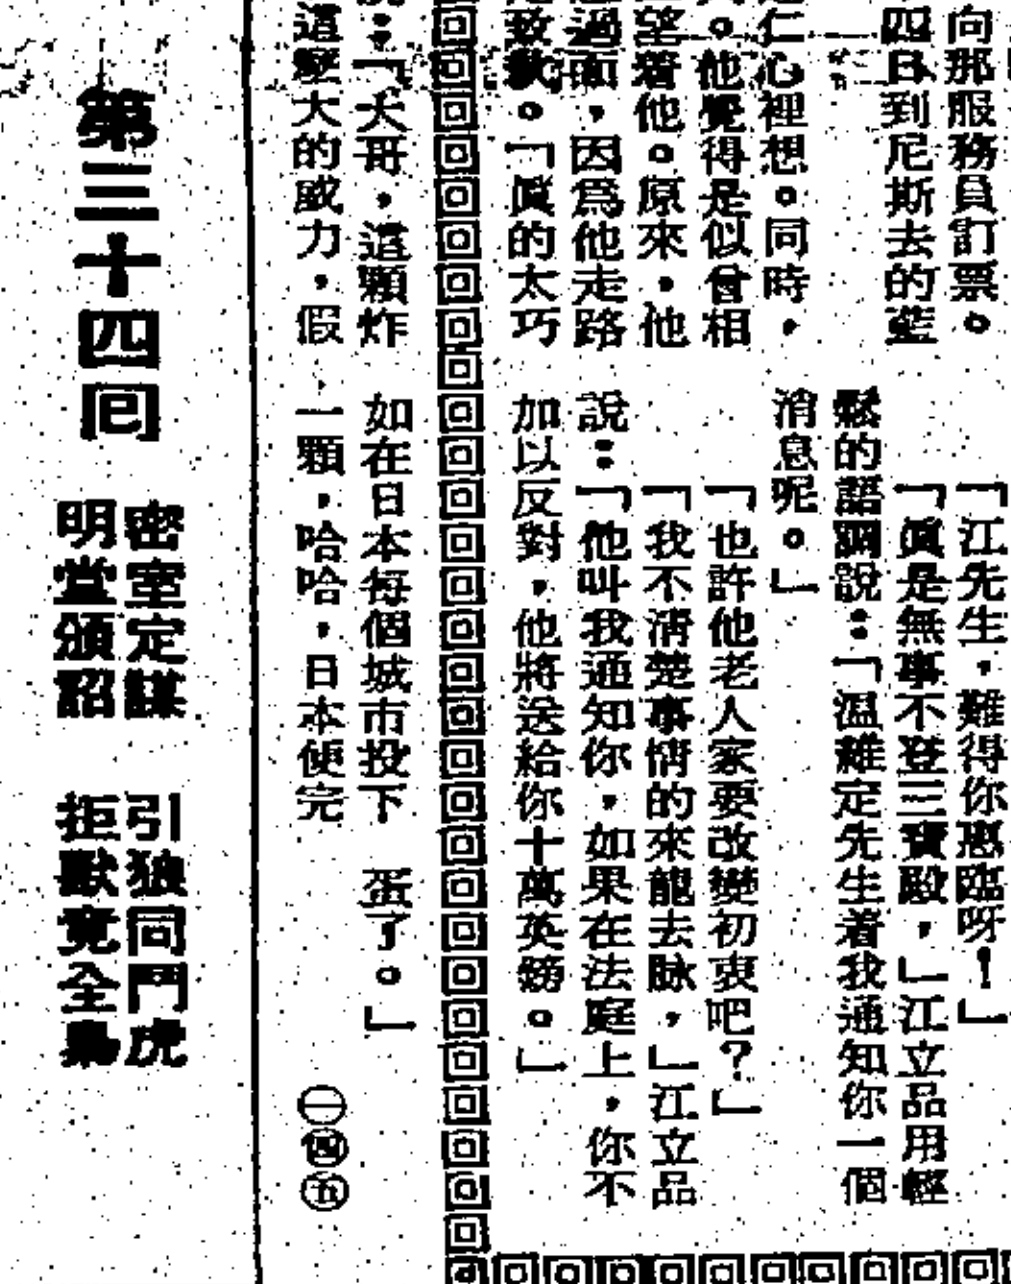 向那服務員訂票。
四日到尼斯去的藍
仁心裡想。同時,
。他覺得是似曾相
望着他。原來,他
過面,因爲他走路
致歉。「眞的太巧
「江先生,難得你惠臨呀!」
「眞是無事不登三寶殿,」江立品用輕
鬆的語調說:「溫離定先生着我通知你一個
消息呢。」
「也許他老人家要改變初衷吧?」
「我不清楚事情的來龍去脉,」江立品
說:「他叫我通知你,如果在法庭上,你不
加以反對,他將送給你十萬英鎊。」
:「大哥,這顆炸
這麼大的威力,假
如在日本每個城市投下
一顆,哈哈,日本便完
蛋了。」
㊀㊃㊄
第三十四回
密室定謀 引狼同門虎
明堂頒詔 拒獸竟全梟